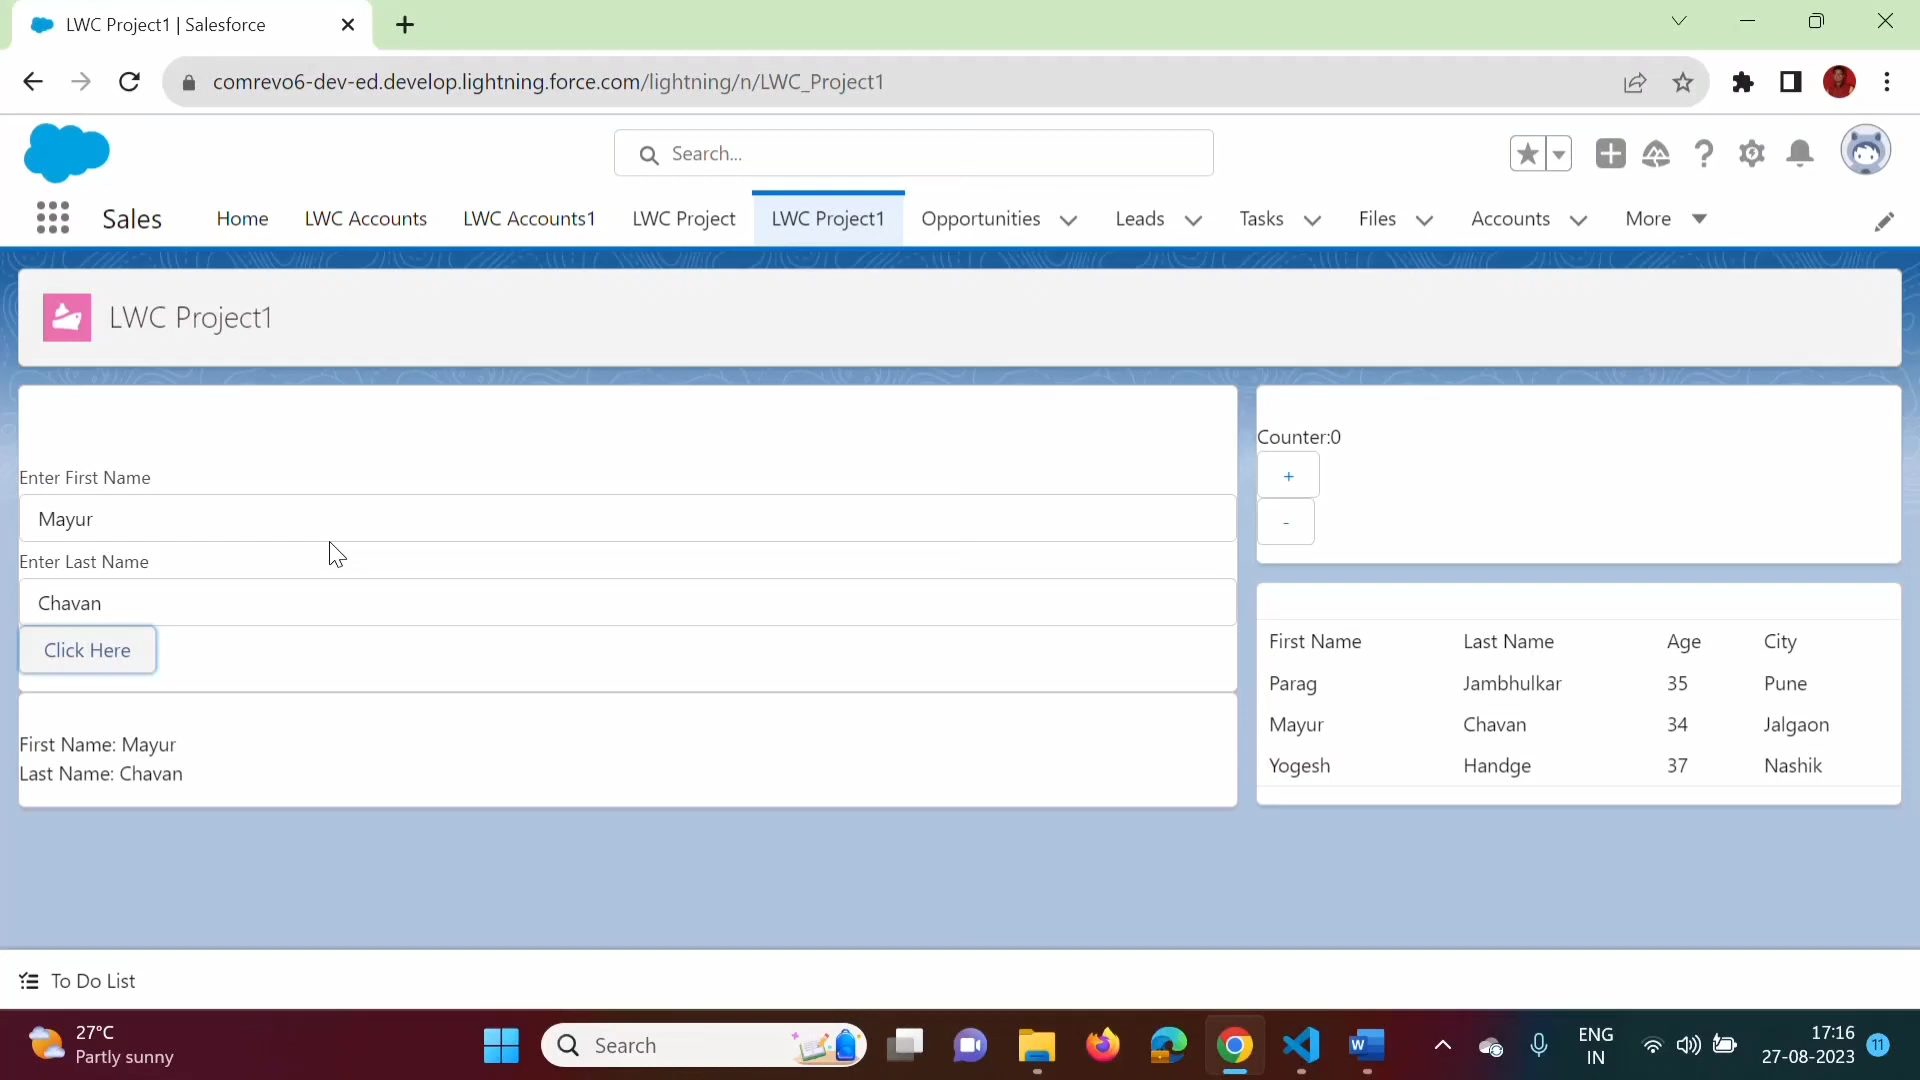 LWC Project1 | Salesforce
comrevo6-dev-ed.develop.lightning.force.com/lightning/n/LWC_Project1
Search...
Sales
Home
LWC Accounts
LWC Accounts1
LWC Project
LWC Project1
Opportunities
Leads
Tasks
Files
Accounts
More
LWC Project1
Enter First Name
Mayur
Enter Last Name
Chavan
Click Here
First Name: Mayur
Last Name: Chavan
Counter:0
+
-
First Name Last Name Age City
Parag Jambhulkar 35 Pune
Mayur Chavan 34 Jalgaon
Yogesh Handge 37 Nashik
To Do List
27°C
Partly sunny
Search
ENG
IN
17:16
27-08-2023
11